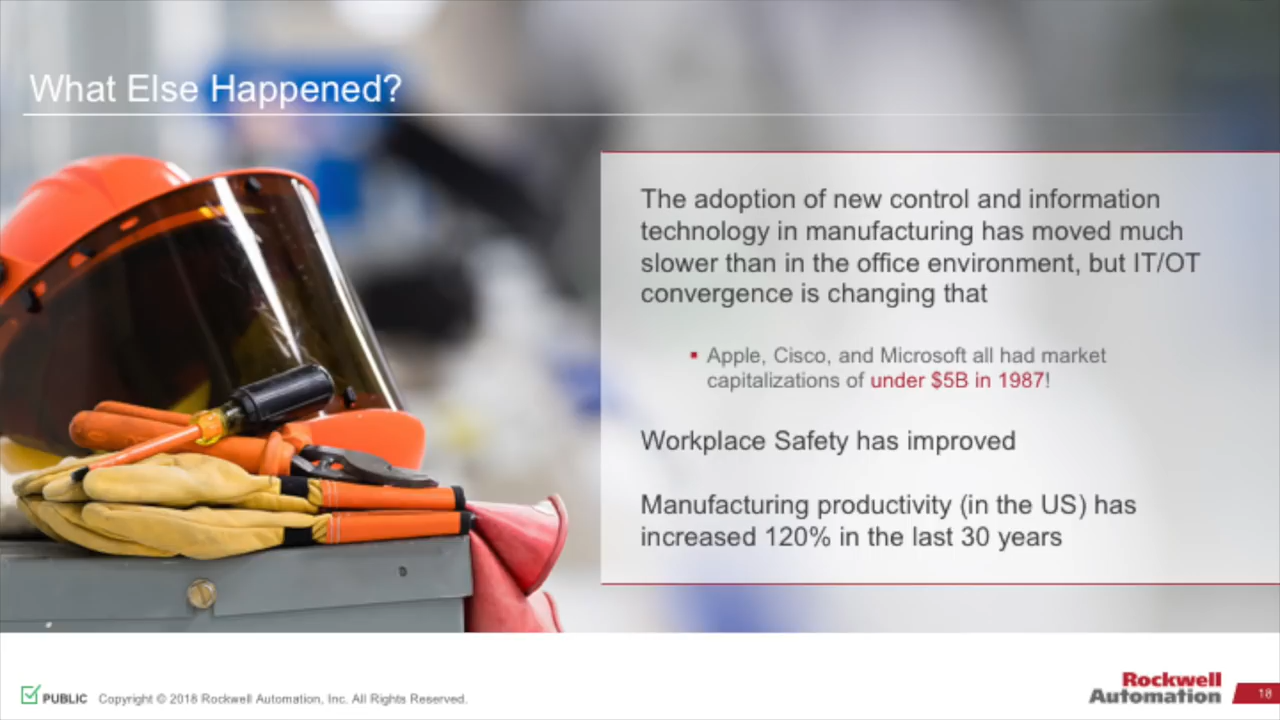 What Else Happened?
The adoption of new control and information
technology in manufacturing has moved much
slower than in the office environment, but IT/OT
convergence is changing that
▪ Apple, Cisco, and Microsoft all had market
capitalizations of under $5B in 1987!
Workplace Safety has improved
Manufacturing productivity (in the US) has
increased 120% in the last 30 years
PUBLIC Copyright © 2018 Rockwell Automation, Inc. All Rights Reserved.
Rockwell
Automation
18